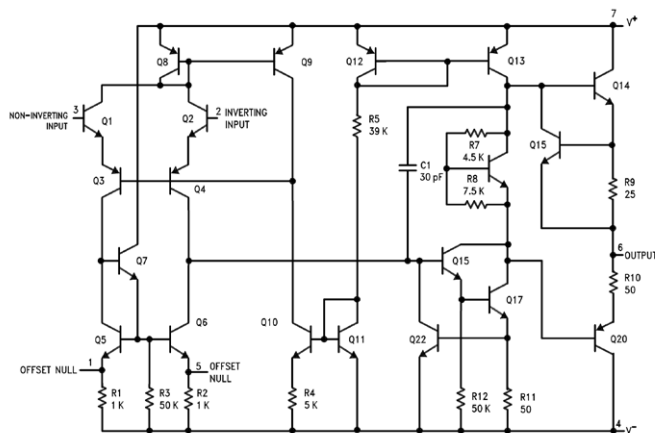 7 V+
Q8
Q9
Q12
Q13
Q14
3
NON-INVERTING
INPUT
Q1
Q2
2 INVERTING
INPUT
R5
39 K
R7
4.5 K
Q15
Q3
Q4
C1
30 pF
R8
7.5 K
R9
25
Q7
Q15
6
OUTPUT
R10
50
Q5
Q6
Q10
Q11
Q22
Q17
Q20
1
OFFSET NULL
5
OFFSET
NULL
R1
1 K
R3
50 K
R2
1 K
R4
5 K
R12
50 K
R11
50
4
V-